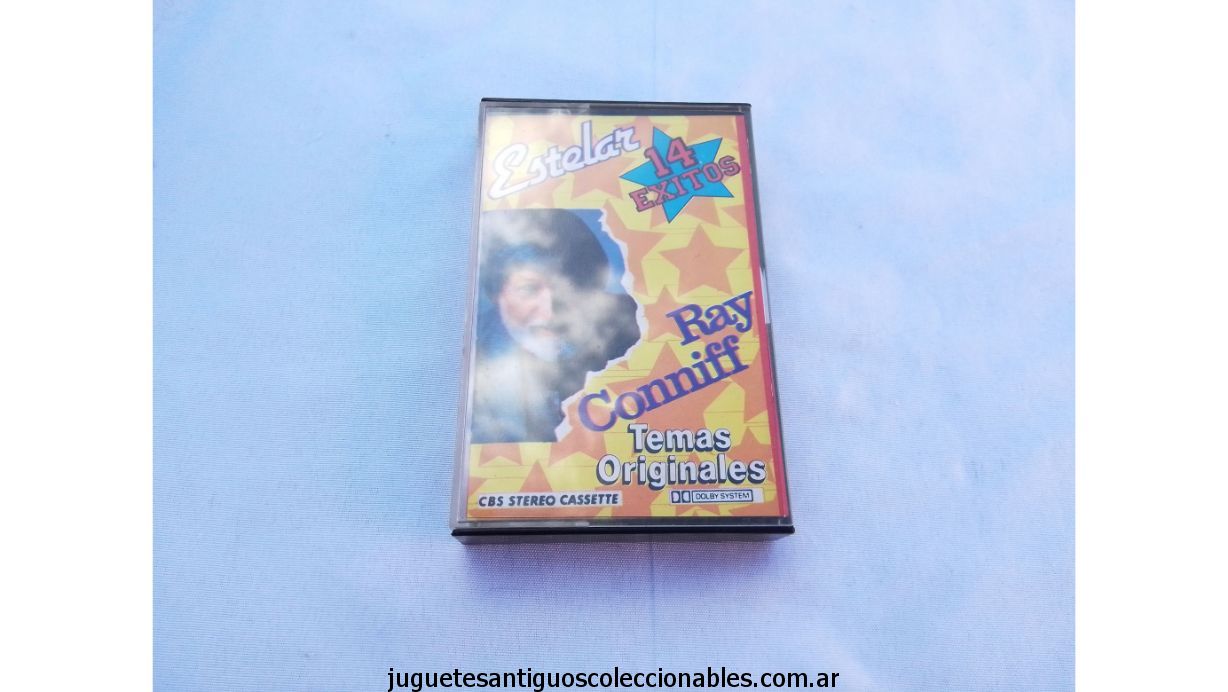 Estelar
14
EXITOS
Ray
Conniff
Temas
Originales
CBS STEREO CASSETTE
DOLBY SYSTEM
juguetesantiguoscoleccionables.com.ar